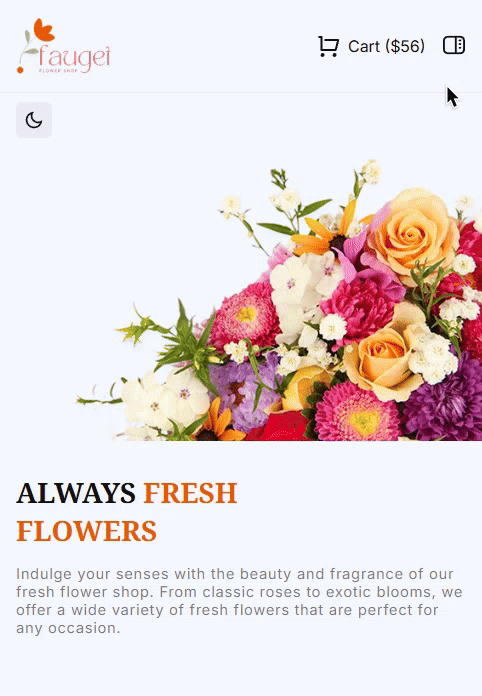 fauget
FLOWER SHOP
Cart ($56)
ALWAYS FRESH
FLOWERS
Indulge your senses with the beauty and fragrance of our
fresh flower shop. From classic roses to exotic blooms, we
offer a wide variety of fresh flowers that are perfect for
any occasion.